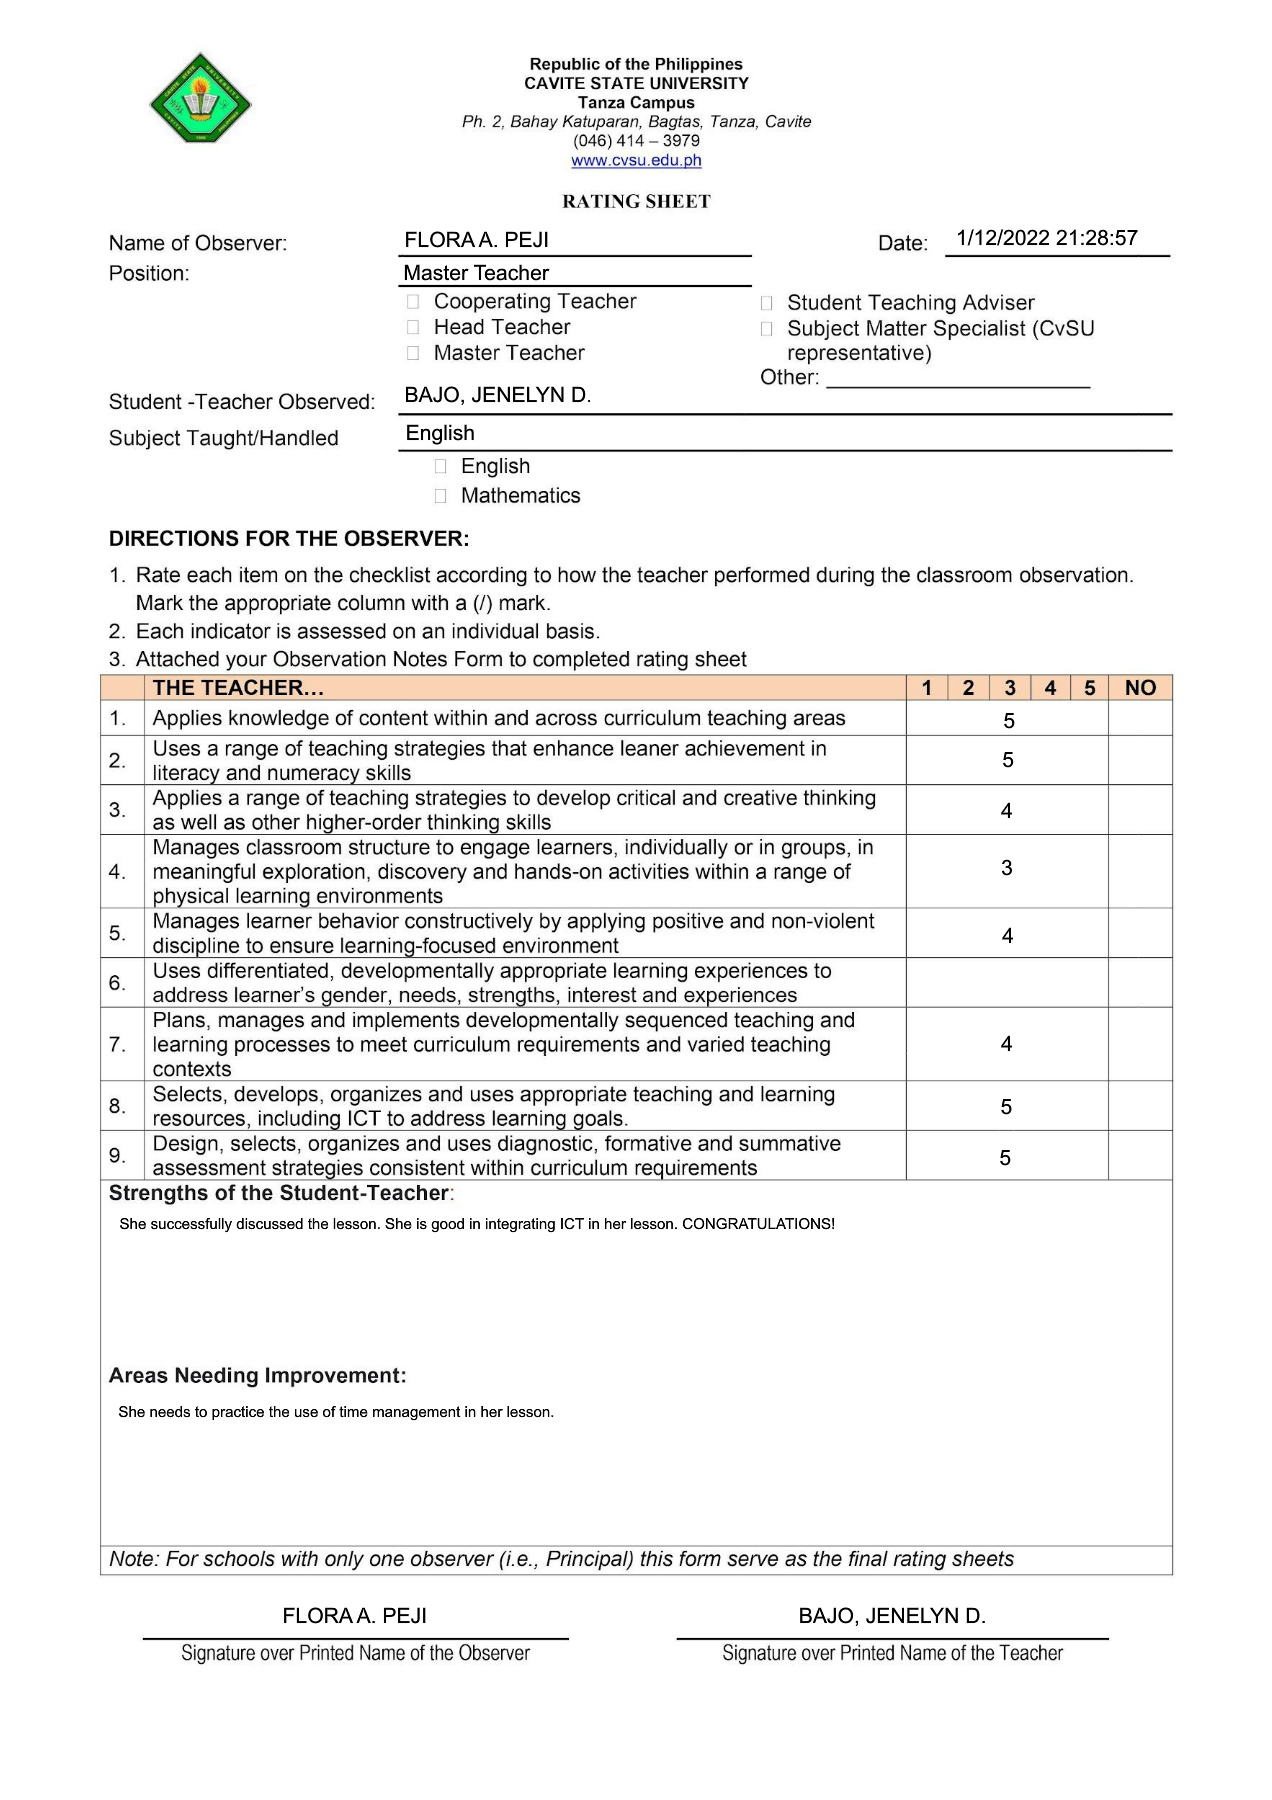 Republic of the Philippines
CAVITE STATE UNIVERSITY
Tanza Campus
Ph. 2, Bahay Katuparan, Bagtas, Tanza, Cavite
(046) 414 – 3979
www.cvsu.edu.ph
RATING SHEET
Name of Observer: FLORA A. PEJI Date: 1/12/2022 21:28:57
Position: Master Teacher
Cooperating Teacher
Head Teacher
Master Teacher
Student Teaching Adviser
Subject Matter Specialist (CvSU
representative)
Other:
Student -Teacher Observed: BAJO, JENELYN D.
Subject Taught/Handled English
English
Mathematics
DIRECTIONS FOR THE OBSERVER:
1. Rate each item on the checklist according to how the teacher performed during the classroom observation.
Mark the appropriate column with a (/) mark.
2. Each indicator is assessed on an individual basis.
3. Attached your Observation Notes Form to completed rating sheet
THE TEACHER… 1 2 3 4 5 NO
1. Applies knowledge of content within and across curriculum teaching areas 5
2. Uses a range of teaching strategies that enhance leaner achievement in
literacy and numeracy skills 5
3. Applies a range of teaching strategies to develop critical and creative thinking
as well as other higher-order thinking skills 4
4. Manages classroom structure to engage learners, individually or in groups, in
meaningful exploration, discovery and hands-on activities within a range of
physical learning environments 3
5. Manages learner behavior constructively by applying positive and non-violent
discipline to ensure learning-focused environment 4
6. Uses differentiated, developmentally appropriate learning experiences to
address learner's gender, needs, strengths, interest and experiences
7. Plans, manages and implements developmentally sequenced teaching and
learning processes to meet curriculum requirements and varied teaching
contexts 4
8. Selects, develops, organizes and uses appropriate teaching and learning
resources, including ICT to address learning goals. 5
9. Design, selects, organizes and uses diagnostic, formative and summative
assessment strategies consistent within curriculum requirements 5
Strengths of the Student-Teacher:
She successfully discussed the lesson. She is good in integrating ICT in her lesson. CONGRATULATIONS!
Areas Needing Improvement:
She needs to practice the use of time management in her lesson.
Note: For schools with only one observer (i.e., Principal) this form serve as the final rating sheets
FLORA A. PEJI BAJO, JENELYN D.
Signature over Printed Name of the Observer Signature over Printed Name of the Teacher